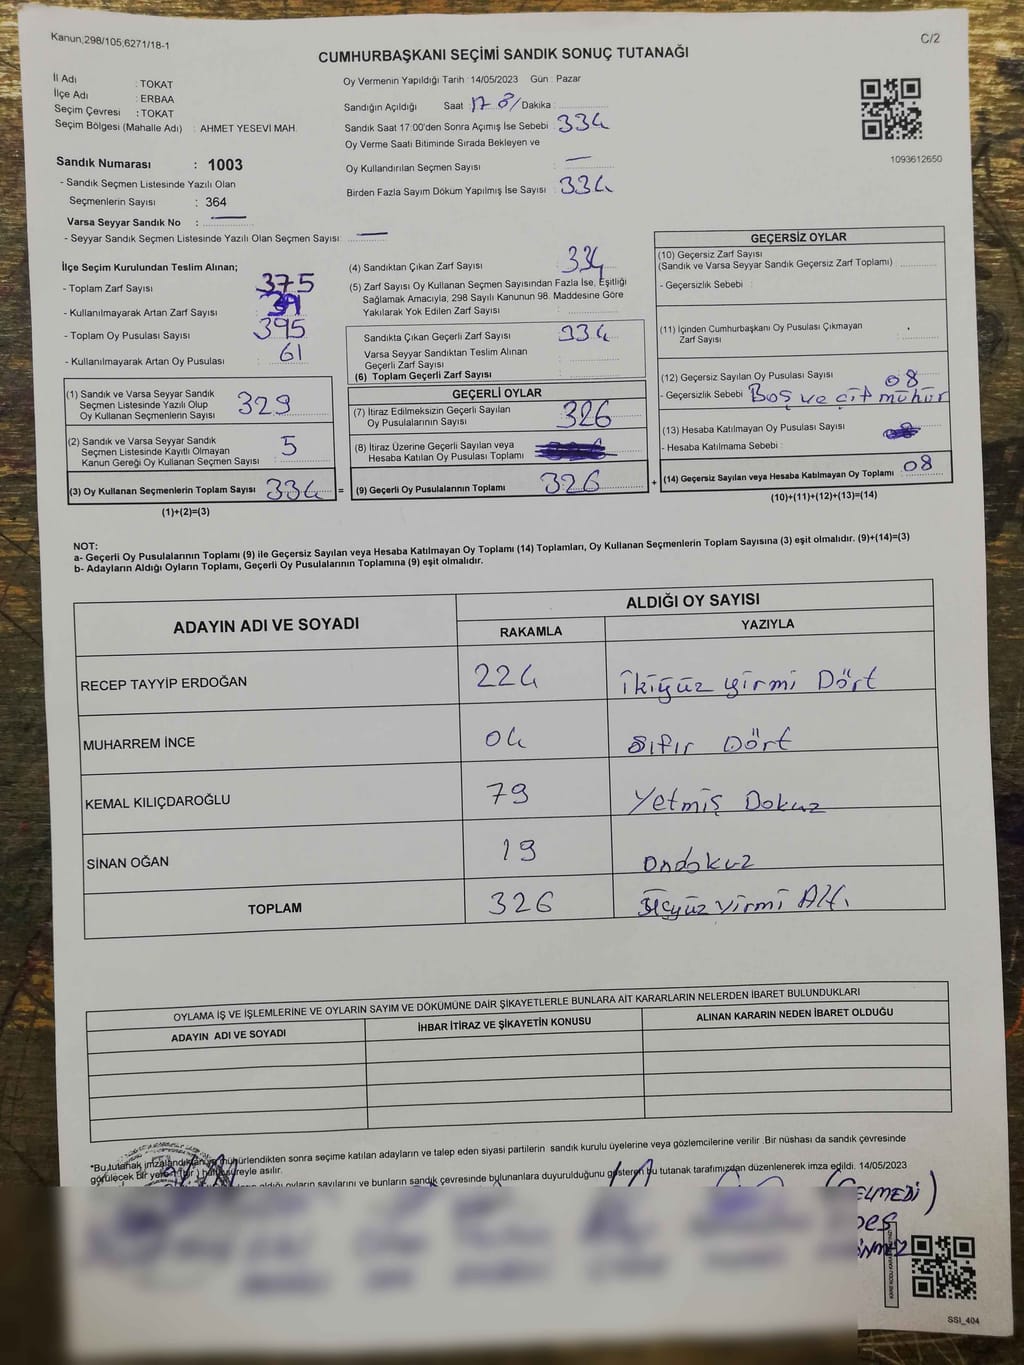 Kanun;298/105;6271/18-1
C/2
CUMHURBAŞKANI SEÇİMİ SANDIK SONUÇ TUTANAĞI
İl Adı : TOKAT
İlçe Adı : ERBAA
Seçim Çevresi : TOKAT
Seçim Bölgesi (Mahalle Adı) : AHMET YESEVİ MAH.
Sandık Numarası : 1003
- Sandık Seçmen Listesinde Yazılı Olan
Seçmenlerin Sayısı : 364
Varsa Seyyar Sandık No :
- Seyyar Sandık Seçmen Listesinde Yazılı Olan Seçmen Sayısı:
Oy Vermenin Yapıldığı Tarih : 14/05/2023 Gün : Pazar
Sandığın Açıldığı Saat : 17 Dakika :
Sandık Saat 17:00'den Sonra Açımış İse Sebebi : 334
Oy Verme Saati Bitiminde Sırada Bekleyen ve
Oy Kullandırılan Seçmen Sayısı : —
Birden Fazla Sayım Döküm Yapılmış İse Sayısı : 334
1093612650
İlçe Seçim Kurulundan Teslim Alınan;
- Toplam Zarf Sayısı : 375
- Kullanılmayarak Artan Zarf Sayısı :
- Toplam Oy Pusulası Sayısı : 395
- Kullanılmayarak Artan Oy Pusulası : 61
(1) Sandık ve Varsa Seyyar Sandık
Seçmen Listesinde Yazılı Olup
Oy Kullanan Seçmenlerin Sayısı 329
(2) Sandık ve Varsa Seyyar Sandık
Seçmen Listesinde Kayıtlı Olmayan
Kanun Gereği Oy Kullanan Seçmen Sayısı : 5
(3) Oy Kullanan Seçmenlerin Toplam Sayısı 334 =
(1)+(2)=(3)
(4) Sandıktan Çıkan Zarf Sayısı : 334
(5) Zarf Sayısı Oy Kullanan Seçmen Sayısından Fazla İse, Eşitliği
Sağlamak Amacıyla, 298 Sayılı Kanunun 98. Maddesine Göre
Yakılarak Yok Edilen Zarf Sayısı :
Sandıkta Çıkan Geçerli Zarf Sayısı : 334
Varsa Seyyar Sandıktan Teslim Alınan
Geçerli Zarf Sayısı :
(6) Toplam Geçerli Zarf Sayısı :
GEÇERLİ OYLAR
(7) İtiraz Edilmeksizin Geçerli Sayılan
Oy Pusulalarının Sayısı : 326
(8) İtiraz Üzerine Geçerli Sayılan veya
Hesaba Katılan Oy Pusulası Toplamı :
(9) Geçerli Oy Pusulalarının Toplamı 326 +
GEÇERSİZ OYLAR
(10) Geçersiz Zarf Sayısı
(Sandık ve Varsa Seyyar Sandık Geçersiz Zarf Toplamı) :
- Geçersizlik Sebebi :
(11) İçinden Cumhurbaşkanı Oy Pusulası Çıkmayan
Zarf Sayısı :
(12) Geçersiz Sayılan Oy Pusulası Sayısı : 08
- Geçersizlik Sebebi : Boş ve çit mühür
(13) Hesaba Katılmayan Oy Pusulası Sayısı :
- Hesaba Katılmama Sebebi :
(14) Geçersiz Sayılan veya Hesaba Katılmayan Oy Toplamı : 08
(10)+(11)+(12)+(13)=(14)
NOT:
a- Geçerli Oy Pusulalarının Toplamı (9) ile Geçersiz Sayılan veya Hesaba Katılmayan Oy Toplamı (14) Toplamları, Oy Kullanan Seçmenlerin Toplam Sayısına (3) eşit olmalıdır. (9)+(14)=(3)
b- Adayların Aldığı Oyların Toplamı, Geçerli Oy Pusulalarının Toplamına (9) eşit olmalıdır.
ADAYIN ADI VE SOYADI
ALDIĞI OY SAYISI
RAKAMLA YAZIYLA
RECEP TAYYİP ERDOĞAN 224 İkiyüz yirmi Dört
MUHARREM İNCE 04 Sıfır Dört
KEMAL KILIÇDAROĞLU 79 Yetmiş Dokuz
SİNAN OĞAN 19 Ondokuz
TOPLAM 326 Üçyüz yirmi Altı
OYLAMA İŞ VE İŞLEMLERİNE VE OYLARIN SAYIM VE DÖKÜMÜNE DAİR ŞİKAYETLERLE BUNLARA AİT KARARLARIN NELERDEN İBARET BULUNDUKLARI
ADAYIN ADI VE SOYADI İHBAR İTİRAZ VE ŞİKAYETİN KONUSU ALINAN KARARIN NEDEN İBARET OLDUĞU
*Bu tutanak imzalandıktan ve mühürlendikten sonra seçime katılan adayların ve talep eden siyasi partilerin sandık kurulu üyelerine veya gözlemcilerine verilir .Bir nüshası da sandık çevresinde
görülecek bir yere (bir) hafta süreyle asılır.
aldığı oyların sayılarını ve bunların sandık çevresinde bulunanlara duyurulduğunu gösteren bu tutanak tarafımızdan düzenlenerek imza edildi. 14/05/2023
SSI_404